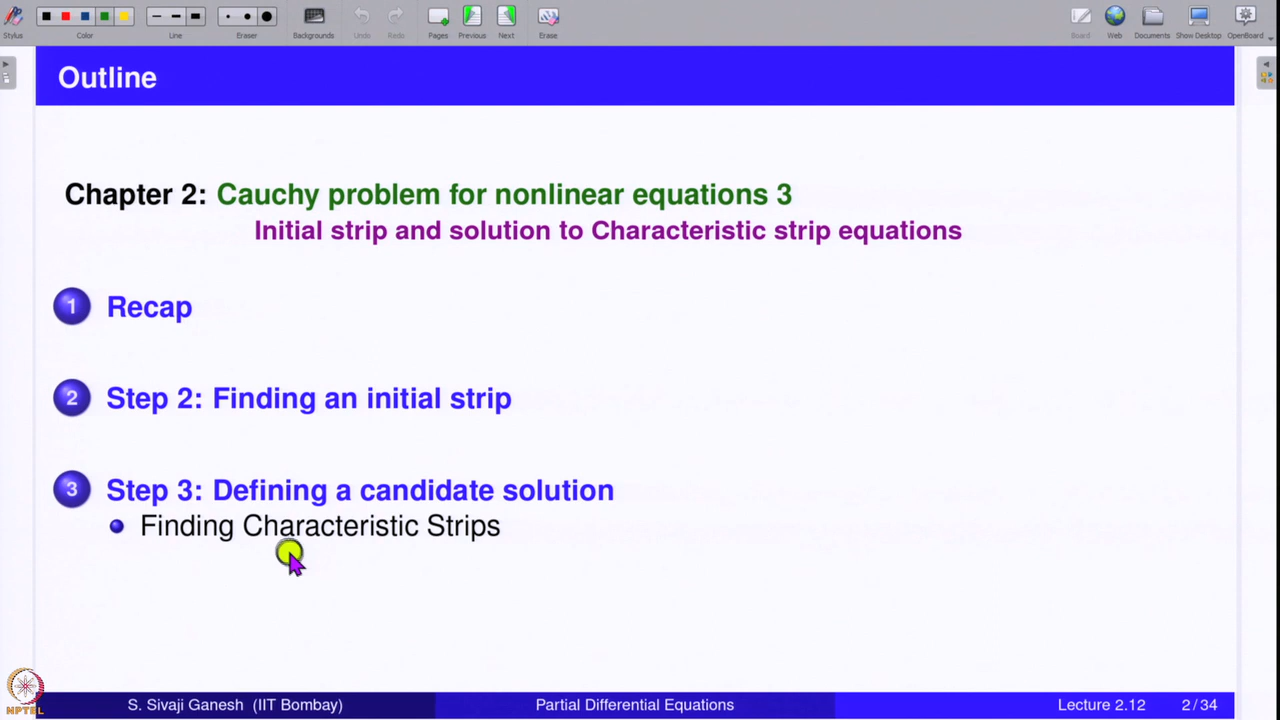 Stylus Color Line Eraser Backgrounds Undo Redo Pages Previous Next Erase Board Web Documents Show Desktop OpenBoard
Outline
Chapter 2: Cauchy problem for nonlinear equations 3
Initial strip and solution to Characteristic strip equations
1 Recap
2 Step 2: Finding an initial strip
3 Step 3: Defining a candidate solution
Finding Characteristic Strips
NPTEL
S. Sivaji Ganesh (IIT Bombay) Partial Differential Equations Lecture 2.12 2/34